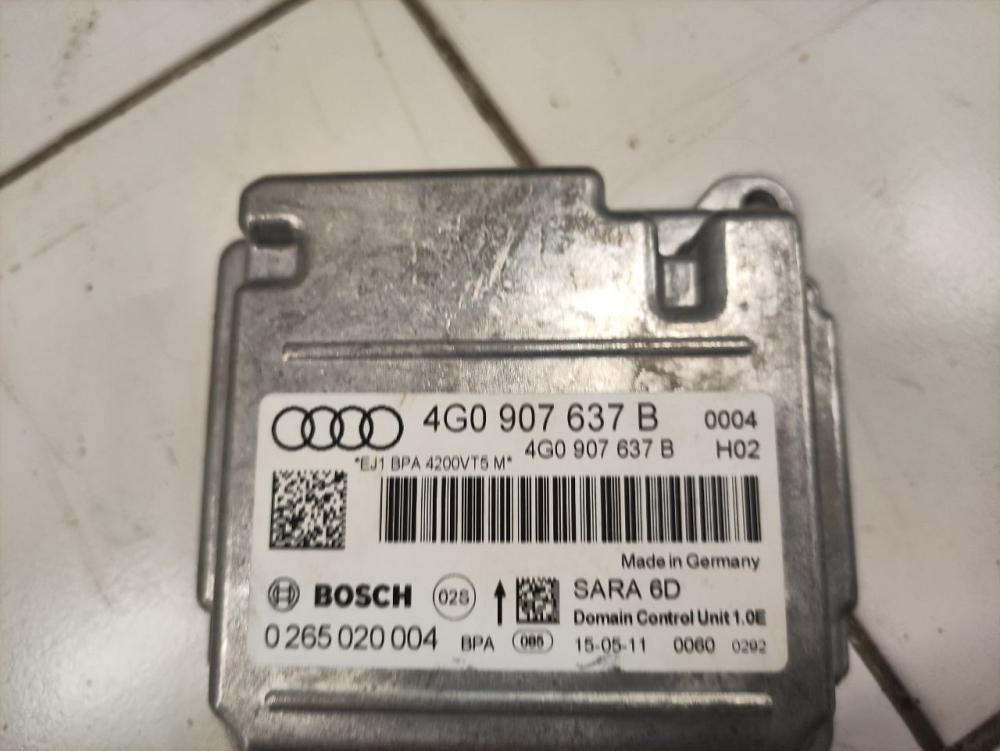 4G0 907 637 B 0004
4G0 907 637 B H02
*EJ1 BPA 4200VT5 M*
Made in Germany
BOSCH 02S SARA 6D
Domain Control Unit 1.0E
0 265 020 004 BPA 085 15-05-11 0060 0292